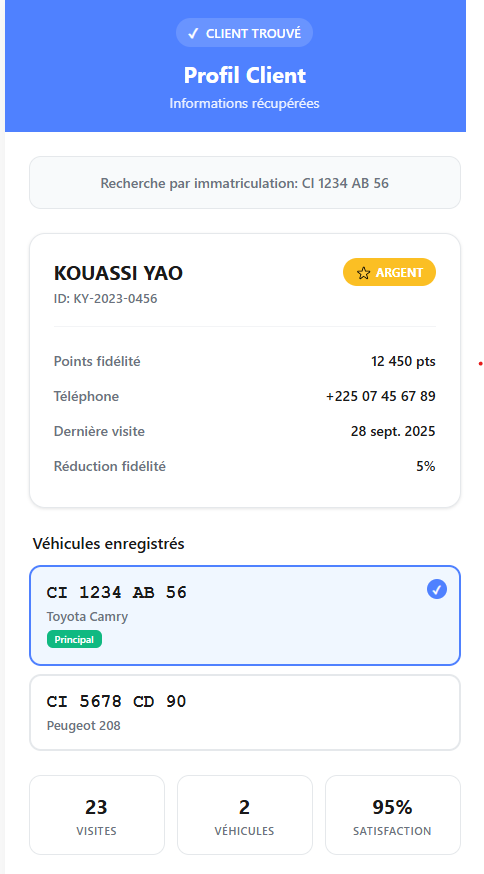 ✓ CLIENT TROUVÉ
Profil Client
Informations récupérées
Recherche par immatriculation: CI 1234 AB 56
KOUASSI YAO
ARGENT
ID: KY-2023-0456
Points fidélité 12 450 pts
Téléphone +225 07 45 67 89
Dernière visite 28 sept. 2025
Réduction fidélité 5%
Véhicules enregistrés
CI 1234 AB 56
Toyota Camry
Principal
CI 5678 CD 90
Peugeot 208
23 2 95%
VISITES VÉHICULES SATISFACTION